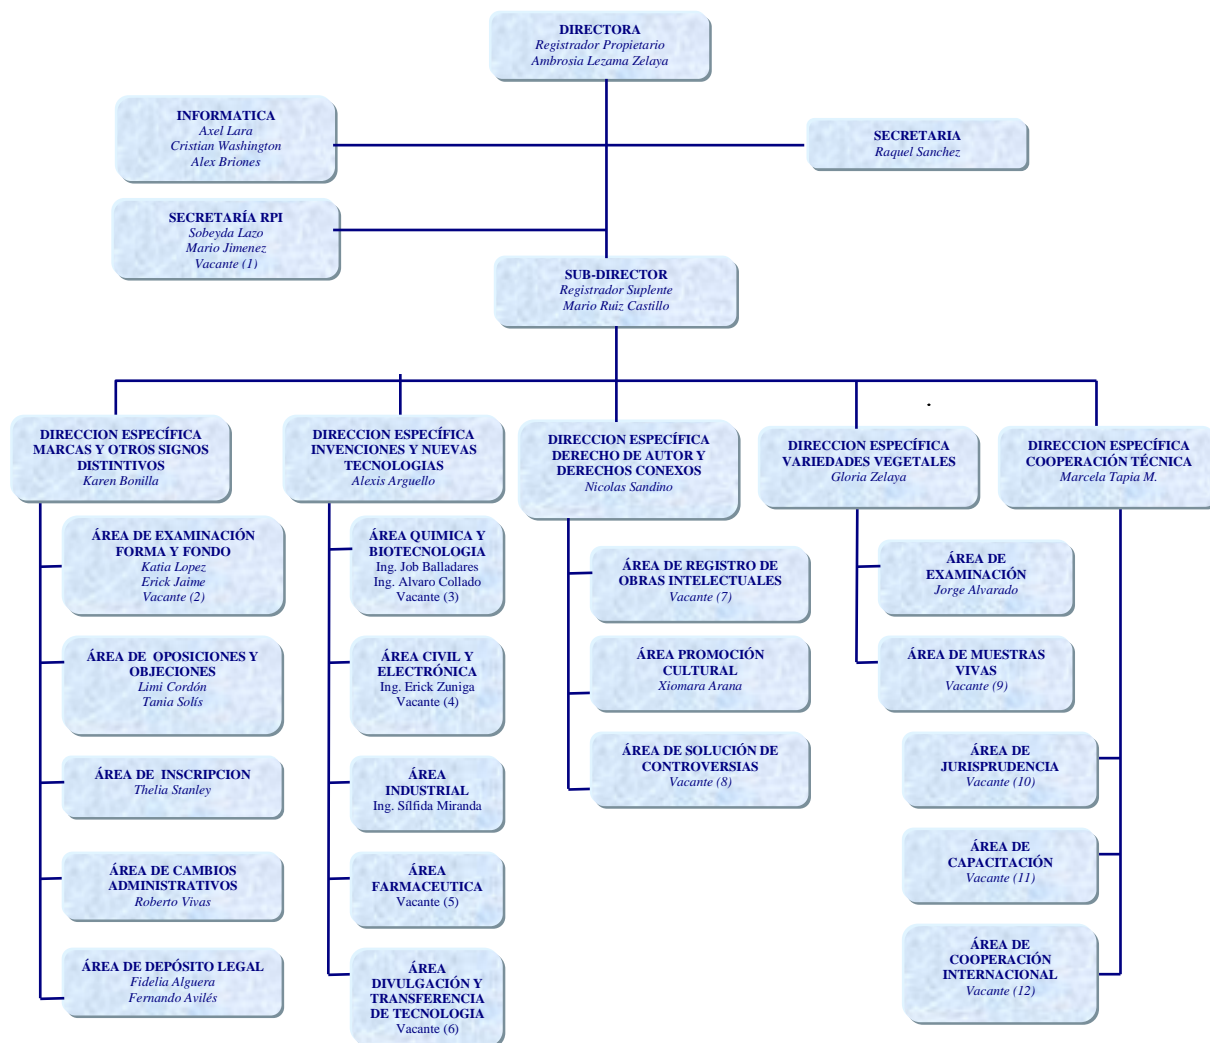 DIRECTORA
Registrador Propietario
Ambrosia Lezama Zelaya
INFORMATICA
Axel Lara
Cristian Washington
Alex Briones
SECRETARIA
Raquel Sanchez
SECRETARÍA RPI
Sobeyda Lazo
Mario Jimenez
Vacante (1)
SUB-DIRECTOR
Registrador Suplente
Mario Ruiz Castillo
DIRECCION ESPECÍFICA
MARCAS Y OTROS SIGNOS
DISTINTIVOS
Karen Bonilla
ÁREA DE EXAMINACIÓN
FORMA Y FONDO
Katia Lopez
Erick Jaime
Vacante (2)
ÁREA DE OPOSICIONES Y
OBJECIONES
Limi Cordón
Tania Solís
ÁREA DE INSCRIPCION
Thelia Stanley
ÁREA DE CAMBIOS
ADMINISTRATIVOS
Roberto Vivas
ÁREA DE DEPÓSITO LEGAL
Fidelia Alguera
Fernando Avilés
DIRECCION ESPECÍFICA
INVENCIONES Y NUEVAS
TECNOLOGIAS
Alexis Arguello
ÁREA QUIMICA Y
BIOTECNOLOGIA
Ing. Job Balladares
Ing. Alvaro Collado
Vacante (3)
ÁREA CIVIL Y
ELECTRÓNICA
Ing. Erick Zuniga
Vacante (4)
ÁREA
INDUSTRIAL
Ing. Sílfida Miranda
ÁREA
FARMACEUTICA
Vacante (5)
ÁREA
DIVULGACIÓN Y
TRANSFERENCIA
DE TECNOLOGIA
Vacante (6)
DIRECCION ESPECÍFICA
DERECHO DE AUTOR Y
DERECHOS CONEXOS
Nicolas Sandino
ÁREA DE REGISTRO DE
OBRAS INTELECTUALES
Vacante (7)
ÁREA PROMOCIÓN
CULTURAL
Xiomara Arana
ÁREA DE SOLUCIÓN DE
CONTROVERSIAS
Vacante (8)
DIRECCION ESPECÍFICA
VARIEDADES VEGETALES
Gloria Zelaya
ÁREA DE
EXAMINACIÓN
Jorge Alvarado
ÁREA DE MUESTRAS
VIVAS
Vacante (9)
DIRECCION ESPECÍFICA
COOPERACIÓN TÉCNICA
Marcela Tapia M.
ÁREA DE
JURISPRUDENCIA
Vacante (10)
ÁREA DE
CAPACITACIÓN
Vacante (11)
ÁREA DE
COOPERACIÓN
INTERNACIONAL
Vacante (12)